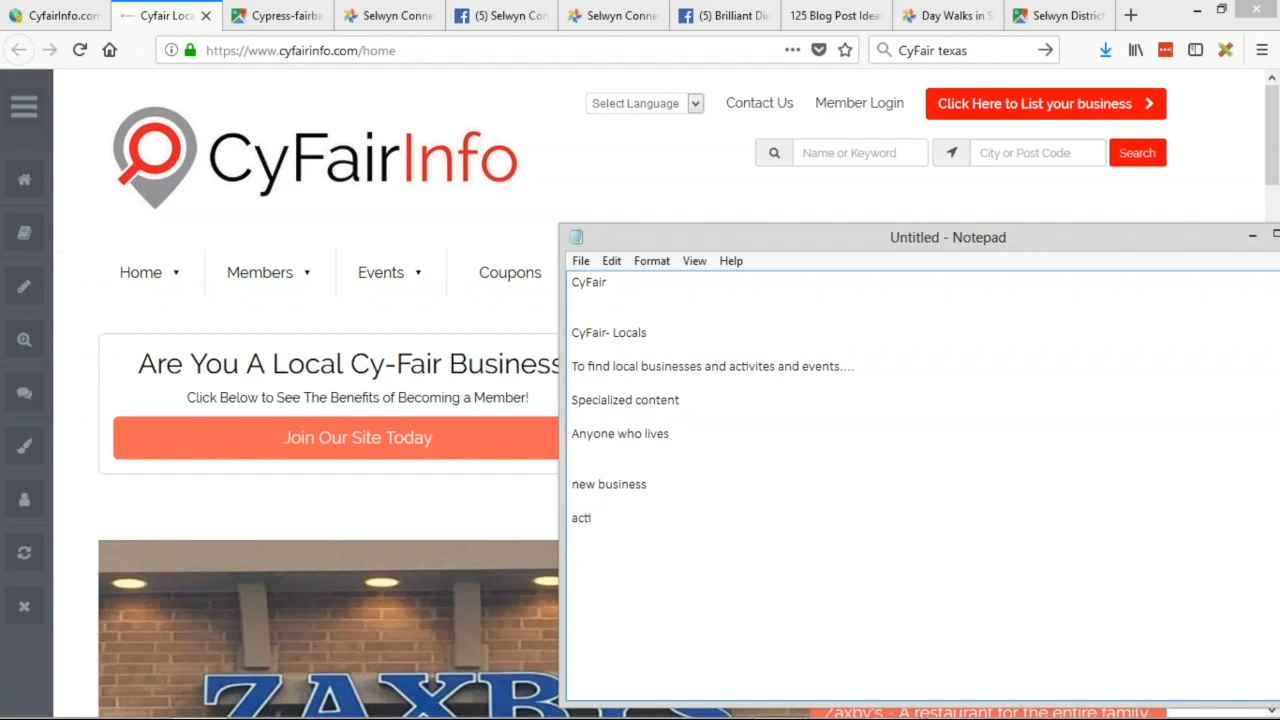 CyfairInfo.com
Cyfair Loca
Cypress-fairba
Selwyn Conne
(5) Selwyn Con
Selwyn Conne
(5) Brilliant Di
125 Blog Post Ideas
Day Walks in S
Selwyn District
https://www.cyfairinfo.com/home
CyFair texas
Select Language
Contact Us
Member Login
Click Here to List your business
CyFairInfo
Name or Keyword
City or Post Code
Search
Home
Members
Events
Coupons
Are You A Local Cy-Fair Business
Click Below to See The Benefits of Becoming a Member!
Join Our Site Today
ZAXBY'S
Zaxby's - A restaurant for the entire family
Untitled - Notepad
File Edit Format View Help
CyFair
CyFair- Locals
To find local businesses and activites and events....
Specialized content
Anyone who lives
new business
acti